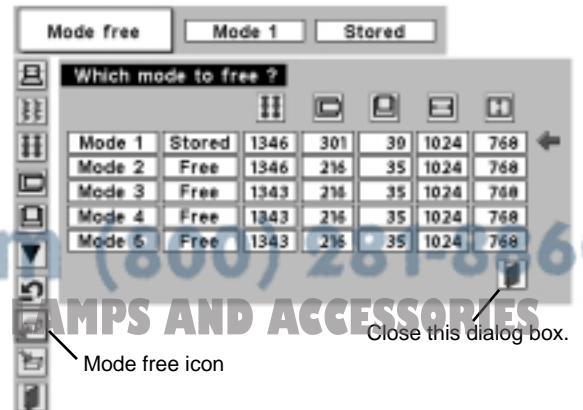 Mode free Mode 1 Stored
Which mode to free ?
Mode 1 Stored 1346 301 39 1024 768
Mode 2 Free 1346 216 35 1024 768
Mode 3 Free 1343 216 35 1024 768
Mode 4 Free 1343 216 35 1024 768
Mode 5 Free 1343 216 35 1024 768
(800) 281-8
AMPS AND ACCESSORIES
Close this dialog box.
Mode free icon